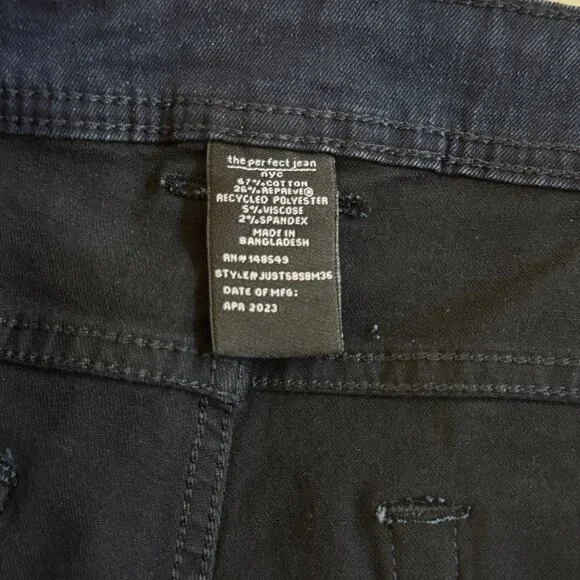 the perfect jean
nyc
67%COTTON
26%REPREVE®
RECYCLED POLYESTER
5%VISCOSE
2%SPANDEX
MADE IN
BANGLADESH
RN#148549
STYLE#JUSTSBSBM36
DATE OF MFG:
APR 2023